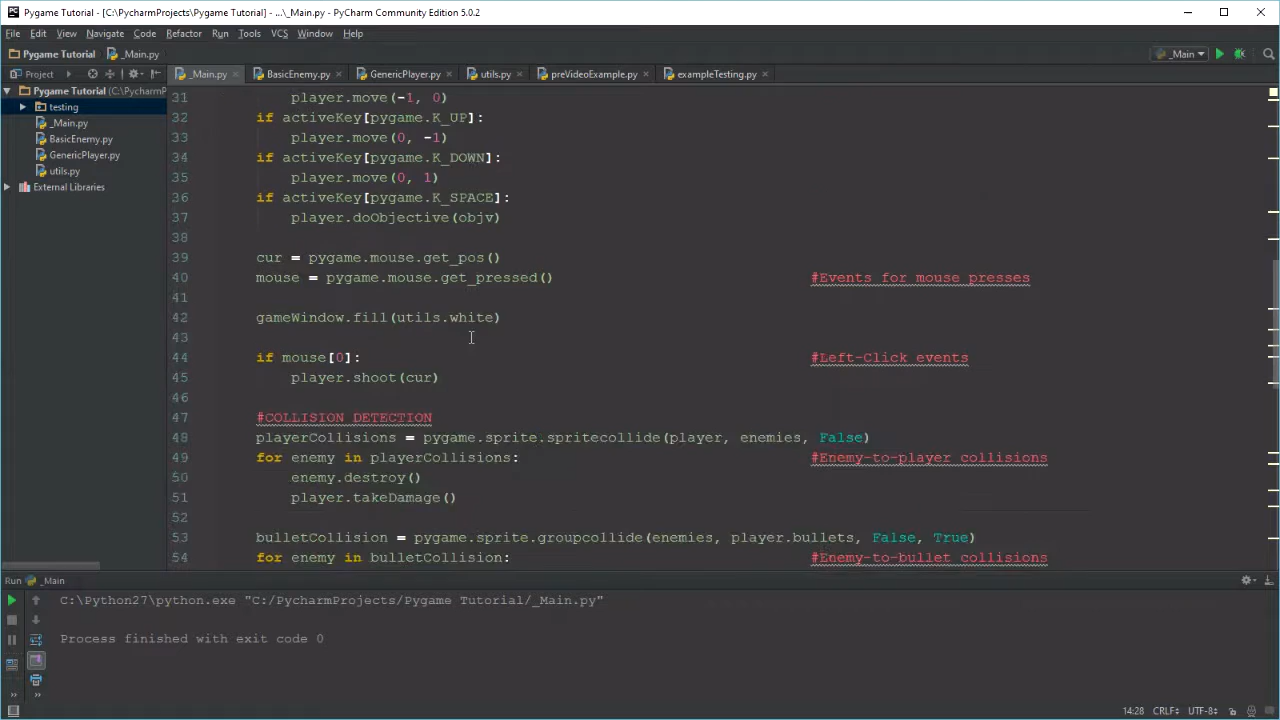 Pygame Tutorial - [C:\PycharmProjects\Pygame Tutorial] - ...\_Main.py - PyCharm Community Edition 5.0.2
File Edit View Navigate Code Refactor Run Tools VCS Window Help
Pygame Tutorial _Main.py _Main
Project _Main.py BasicEnemy.py GenericPlayer.py utils.py preVideoExample.py exampleTesting.py
Pygame Tutorial (C:\PycharmP
testing
_Main.py
BasicEnemy.py
GenericPlayer.py
utils.py
External Libraries
31 player.move(-1, 0)
32 if activeKey[pygame.K_UP]:
33 player.move(0, -1)
34 if activeKey[pygame.K_DOWN]:
35 player.move(0, 1)
36 if activeKey[pygame.K_SPACE]:
37 player.doObjective(objv)
38
39 cur = pygame.mouse.get_pos()
40 mouse = pygame.mouse.get_pressed() #Events for mouse presses
41
42 gameWindow.fill(utils.white)
43
44 if mouse[0]: #Left-Click events
45 player.shoot(cur)
46
47 #COLLISION DETECTION
48 playerCollisions = pygame.sprite.spritecollide(player, enemies, False)
49 for enemy in playerCollisions: #Enemy-to-player collisions
50 enemy.destroy()
51 player.takeDamage()
52
53 bulletCollision = pygame.sprite.groupcollide(enemies, player.bullets, False, True)
54 for enemy in bulletCollision: #Enemy-to-bullet collisions
Run _Main
C:\Python27\python.exe "C:/PycharmProjects/Pygame Tutorial/_Main.py"
Process finished with exit code 0
14:28 CRLF UTF-8